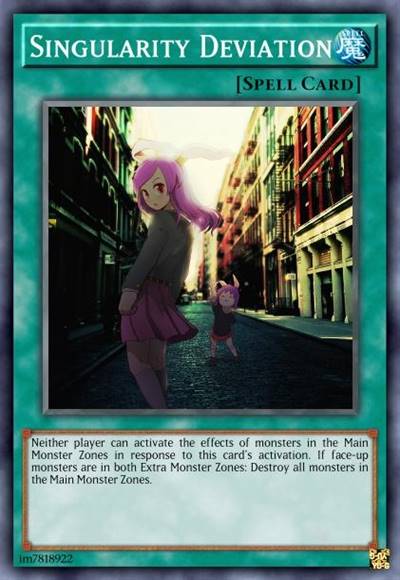 SINGULARITY DEVIATION 魔
[SPELL CARD]
Neither player can activate the effects of monsters in the Main
Monster Zones in response to this card's activation. If face-up
monsters are in both Extra Monster Zones: Destroy all monsters in
the Main Monster Zones.
im7818922